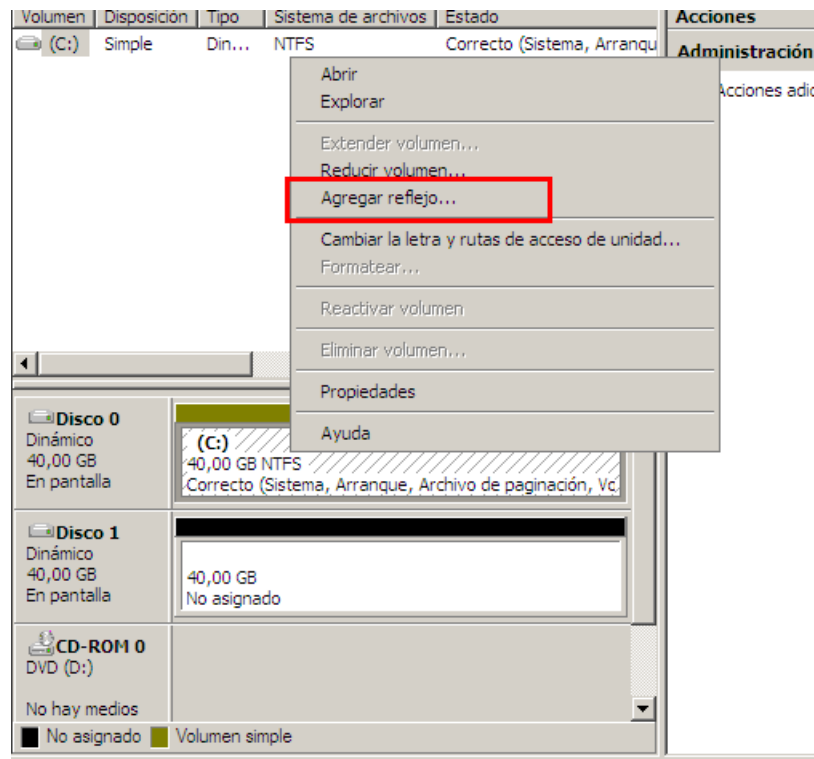 Volumen Disposición Tipo Sistema de archivos Estado Acciones
(C:) Simple Din... NTFS Correcto (Sistema, Arranqu Administración
Acciones adic
Abrir
Explorar
Extender volumen...
Reducir volumen...
Agregar reflejo...
Cambiar la letra y rutas de acceso de unidad...
Formatear...
Reactivar volumen
Eliminar volumen...
Propiedades
Ayuda
Disco 0
Dinámico
40,00 GB
En pantalla
(C:)
40,00 GB NTFS
Correcto (Sistema, Arranque, Archivo de paginación, Vo
Disco 1
Dinámico
40,00 GB
En pantalla
40,00 GB
No asignado
CD-ROM 0
DVD (D:)
No hay medios
No asignado Volumen simple